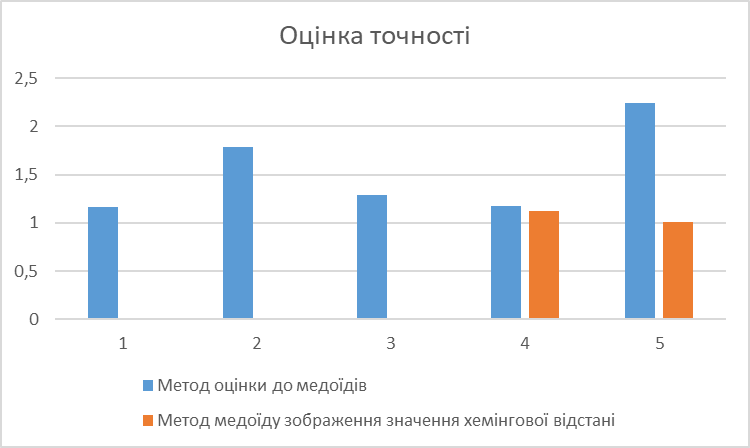 Оцінка точності
2,5
2
1,5
1
0,5
0
1 2 3 4 5
Метод оцінки до медоїдів
Метод медоїду зображення значення хемінгової відстані